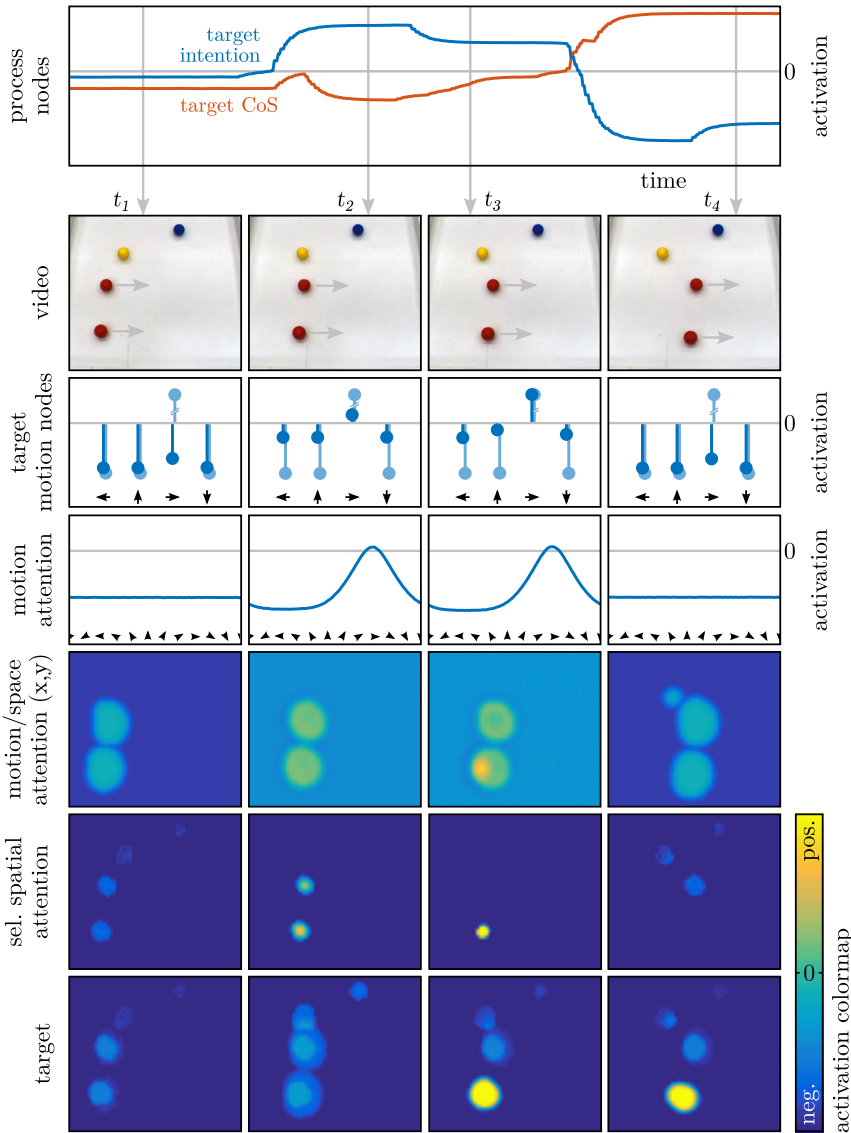 process
nodes
target
intention
target CoS
0
activation
time
t1
t2
t3
t4
video
target
motion nodes
0
activation
motion
attention
0
activation
motion/space
attention (x,y)
sel. spatial
attention
target
pos.
0
neg.
activation colormap